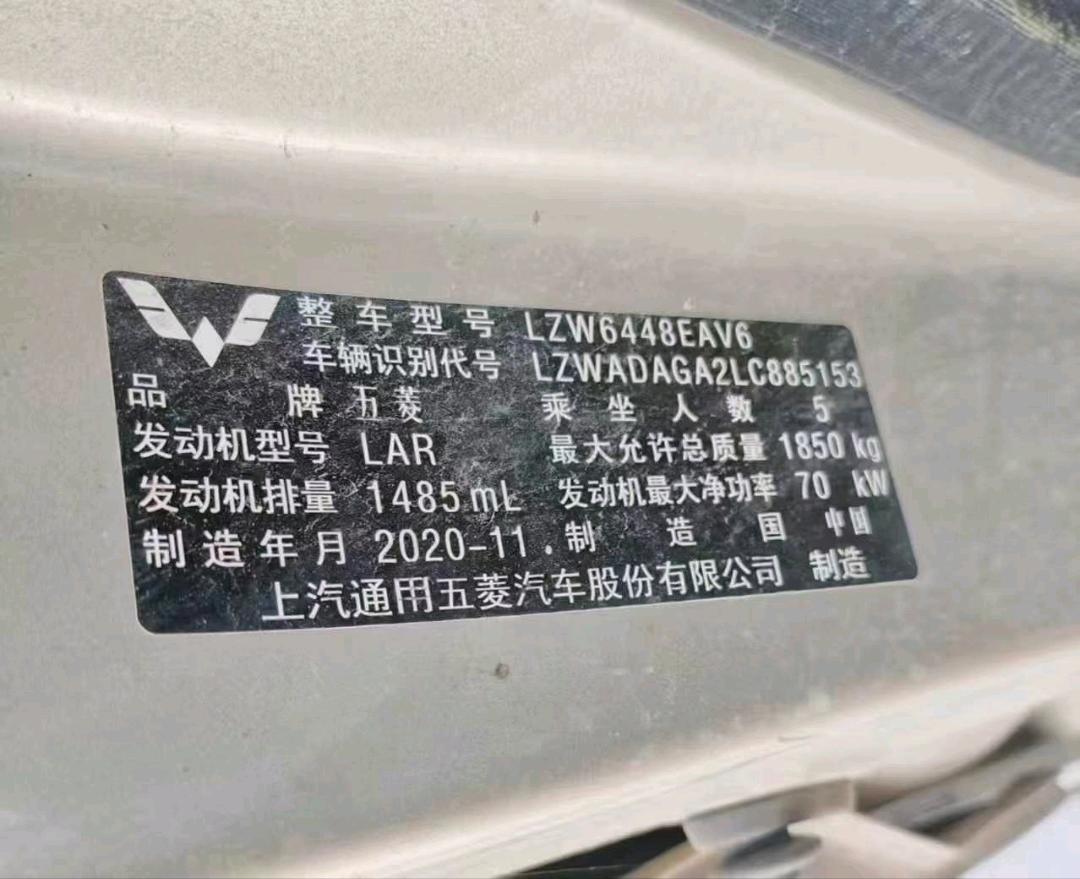 整车型号 LZW6448EAV6
车辆识别代号 LZWADAGA2LC885153
品牌 五菱 乘坐人数 5
发动机型号 LAR 最大允许总质量 1850 kg
发动机排量 1485 mL 发动机最大净功率 70 kW
制造年月 2020-11. 制造国 中国
上汽通用五菱汽车股份有限公司 制造